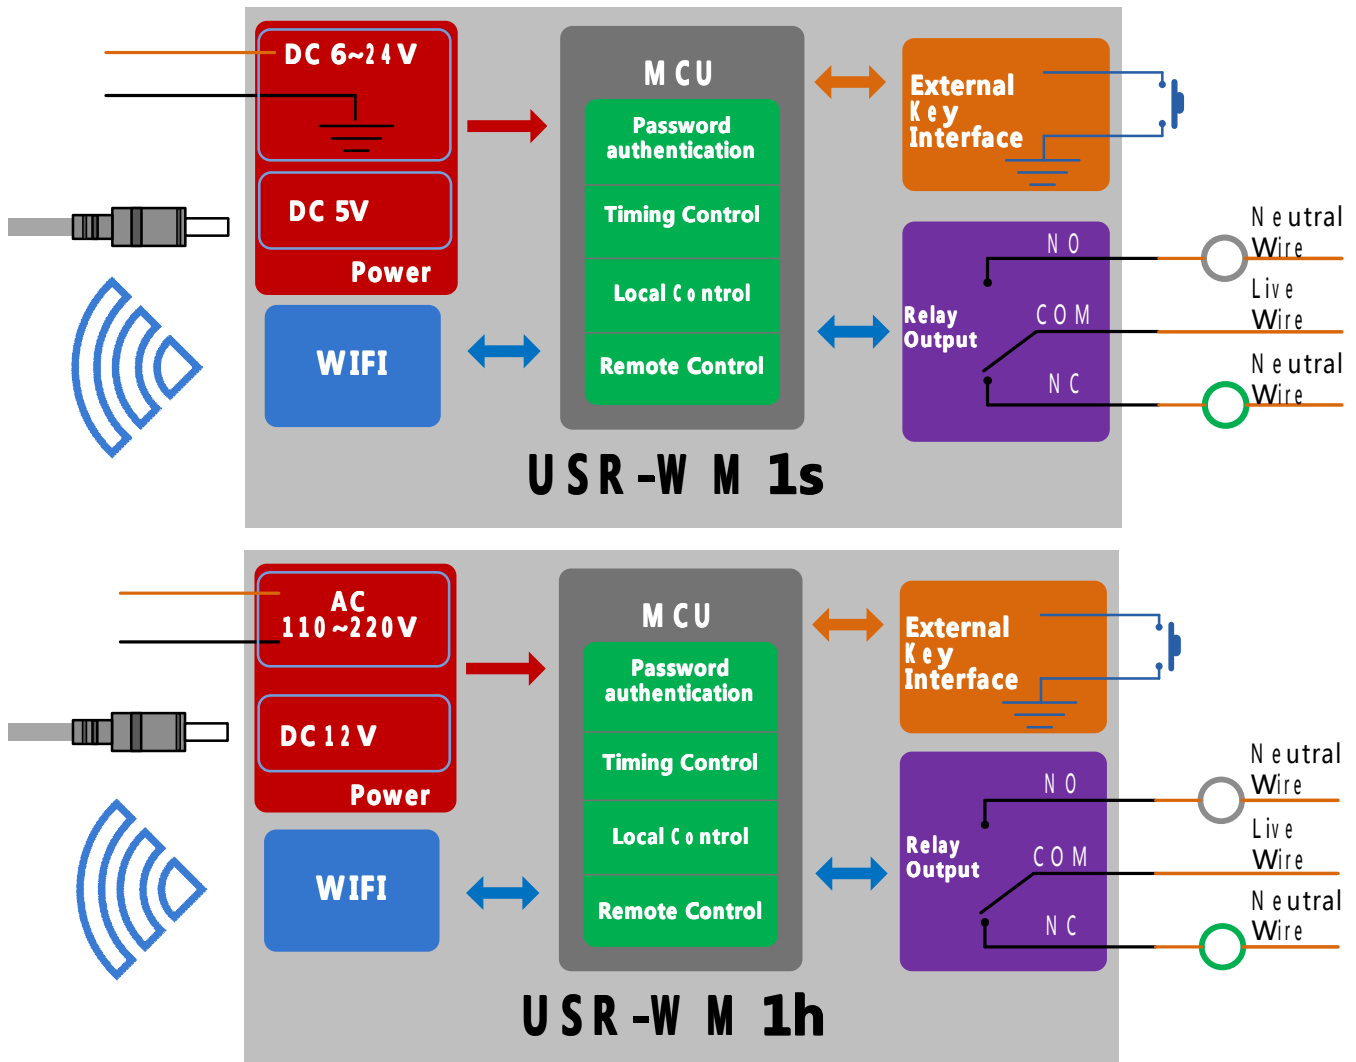 DC 6~24V
DC 5V
Power
WIFI
MCU
Password
authentication
Timing Control
Local Control
Remote Control
External
Key
Interface
Relay
Output
NO
COM
NC
Neutral
Wire
Live
Wire
Neutral
Wire
USR-WM 1s
AC
110~220V
DC12V
Power
WIFI
MCU
Password
authentication
Timing Control
Local Control
Remote Control
External
Key
Interface
Relay
Output
NO
COM
NC
Neutral
Wire
Live
Wire
Neutral
Wire
USR-WM 1h